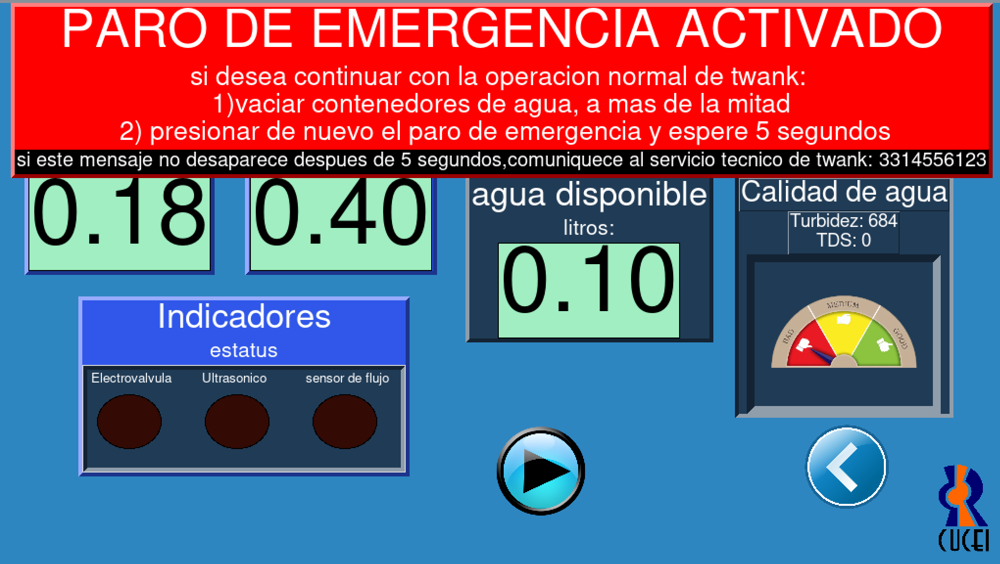 PARO DE EMERGENCIA ACTIVADO
si desea continuar con la operacion normal de twank:
1)vaciar contenedores de agua, a mas de la mitad
2) presionar de nuevo el paro de emergencia y espere 5 segundos
si este mensaje no desaparece despues de 5 segundos,comuniquece al servicio tecnico de twank: 3314556123
0.18
0.40
agua disponible
litros:
0.10
Calidad de agua
Turbidez: 684
TDS: 0
BAD
MEDIUM
GOOD
Indicadores
estatus
Electrovalvula
Ultrasonico
sensor de flujo
CUCEI